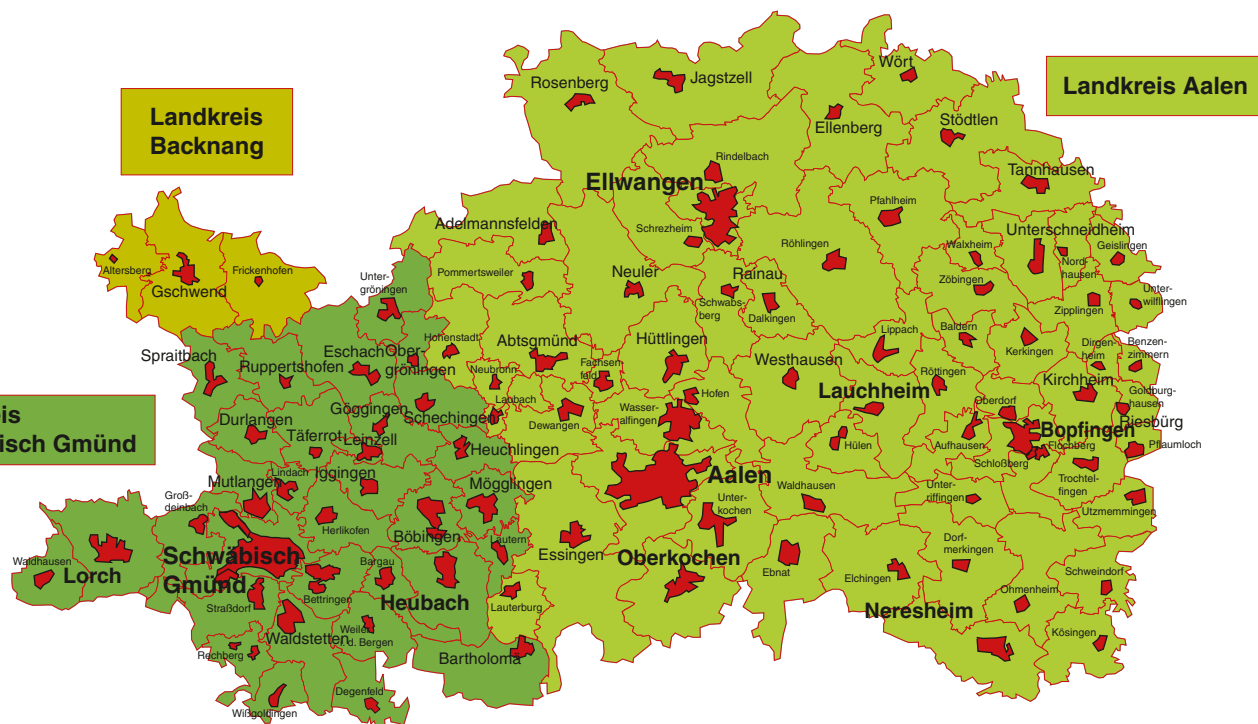 Landkreis
Backnang
Landkreis Aalen
is
isch Gmünd
Rosenberg
Jagstzell
Wört
Ellenberg
Stödtlen
Rindelbach
Ellwangen
Tannhausen
Pfahlheim
Adelmannsfelden
Schrezheim
Unterschneidheim
Walxheim
Geislingen
Röhlingen
Nord-
hausen
Altersberg
Gschwend
Frickenhofen
Unter-
gröningen
Pommertsweiler
Neuler
Rainau
Zöbingen
Unter-
wilflingen
Schwabs-
berg
Dalkingen
Zipplingen
Hohenstadt
Abtsgmünd
Hüttlingen
Lippach
Baldern
Kerkingen
Dirgen-
heim
Benzen-
zimmern
Spraitbach
Ruppertshofen
Eschach
Ober-
gröningen
Neubronn
Fachsen-
feld
Westhausen
Lauchheim
Röttingen
Kirchheim
Goldburg-
hausen
Hofen
Durlangen
Göggingen
Schechingen
Laubach
Dewangen
Wasser-
alfingen
Oberdorf
Bopfingen
Riesbürg
Täferrot
Leinzell
Heuchlingen
Hülen
Aufhausen
Flochberg
Pflaumloch
Schloßberg
Lindach
Iggingen
Mutlangen
Mögglingen
Aalen
Trochtel-
fingen
Groß-
deinbach
Waldhausen
Unter-
riffingen
Utzmemmingen
Unter-
kochen
Herlikofen
Böbingen
Lautern
Essingen
Oberkochen
Dorf-
merkingen
Waldhausen
Lorch
Schwäbisch
Gmünd
Bargau
Ebnat
Elchingen
Schweindorf
Bettringen
Heubach
Lauterburg
Ohmenheim
Straßdorf
Neresheim
Waldstetten
Weiler
i.d. Bergen
Kösingen
Rechberg
Bartholomä
Degenfeld
Wißgoldingen